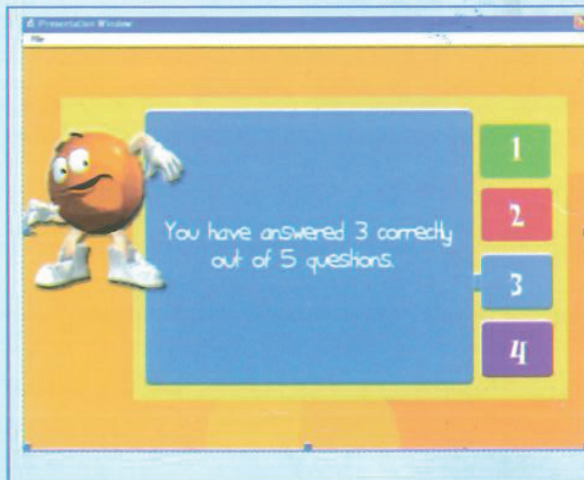 Presentation Window
File
You have answered 3 correctly
out of 5 questions.
1
2
3
4